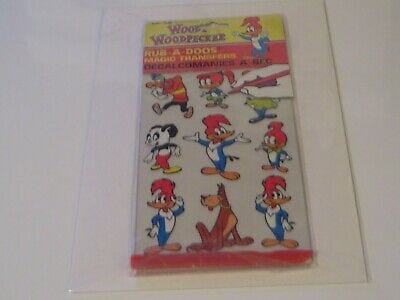 WOODY
WOODPECKER
RUB-A-DOOS
MAGIC TRANSFERS
DECALCOMANIES A SEC